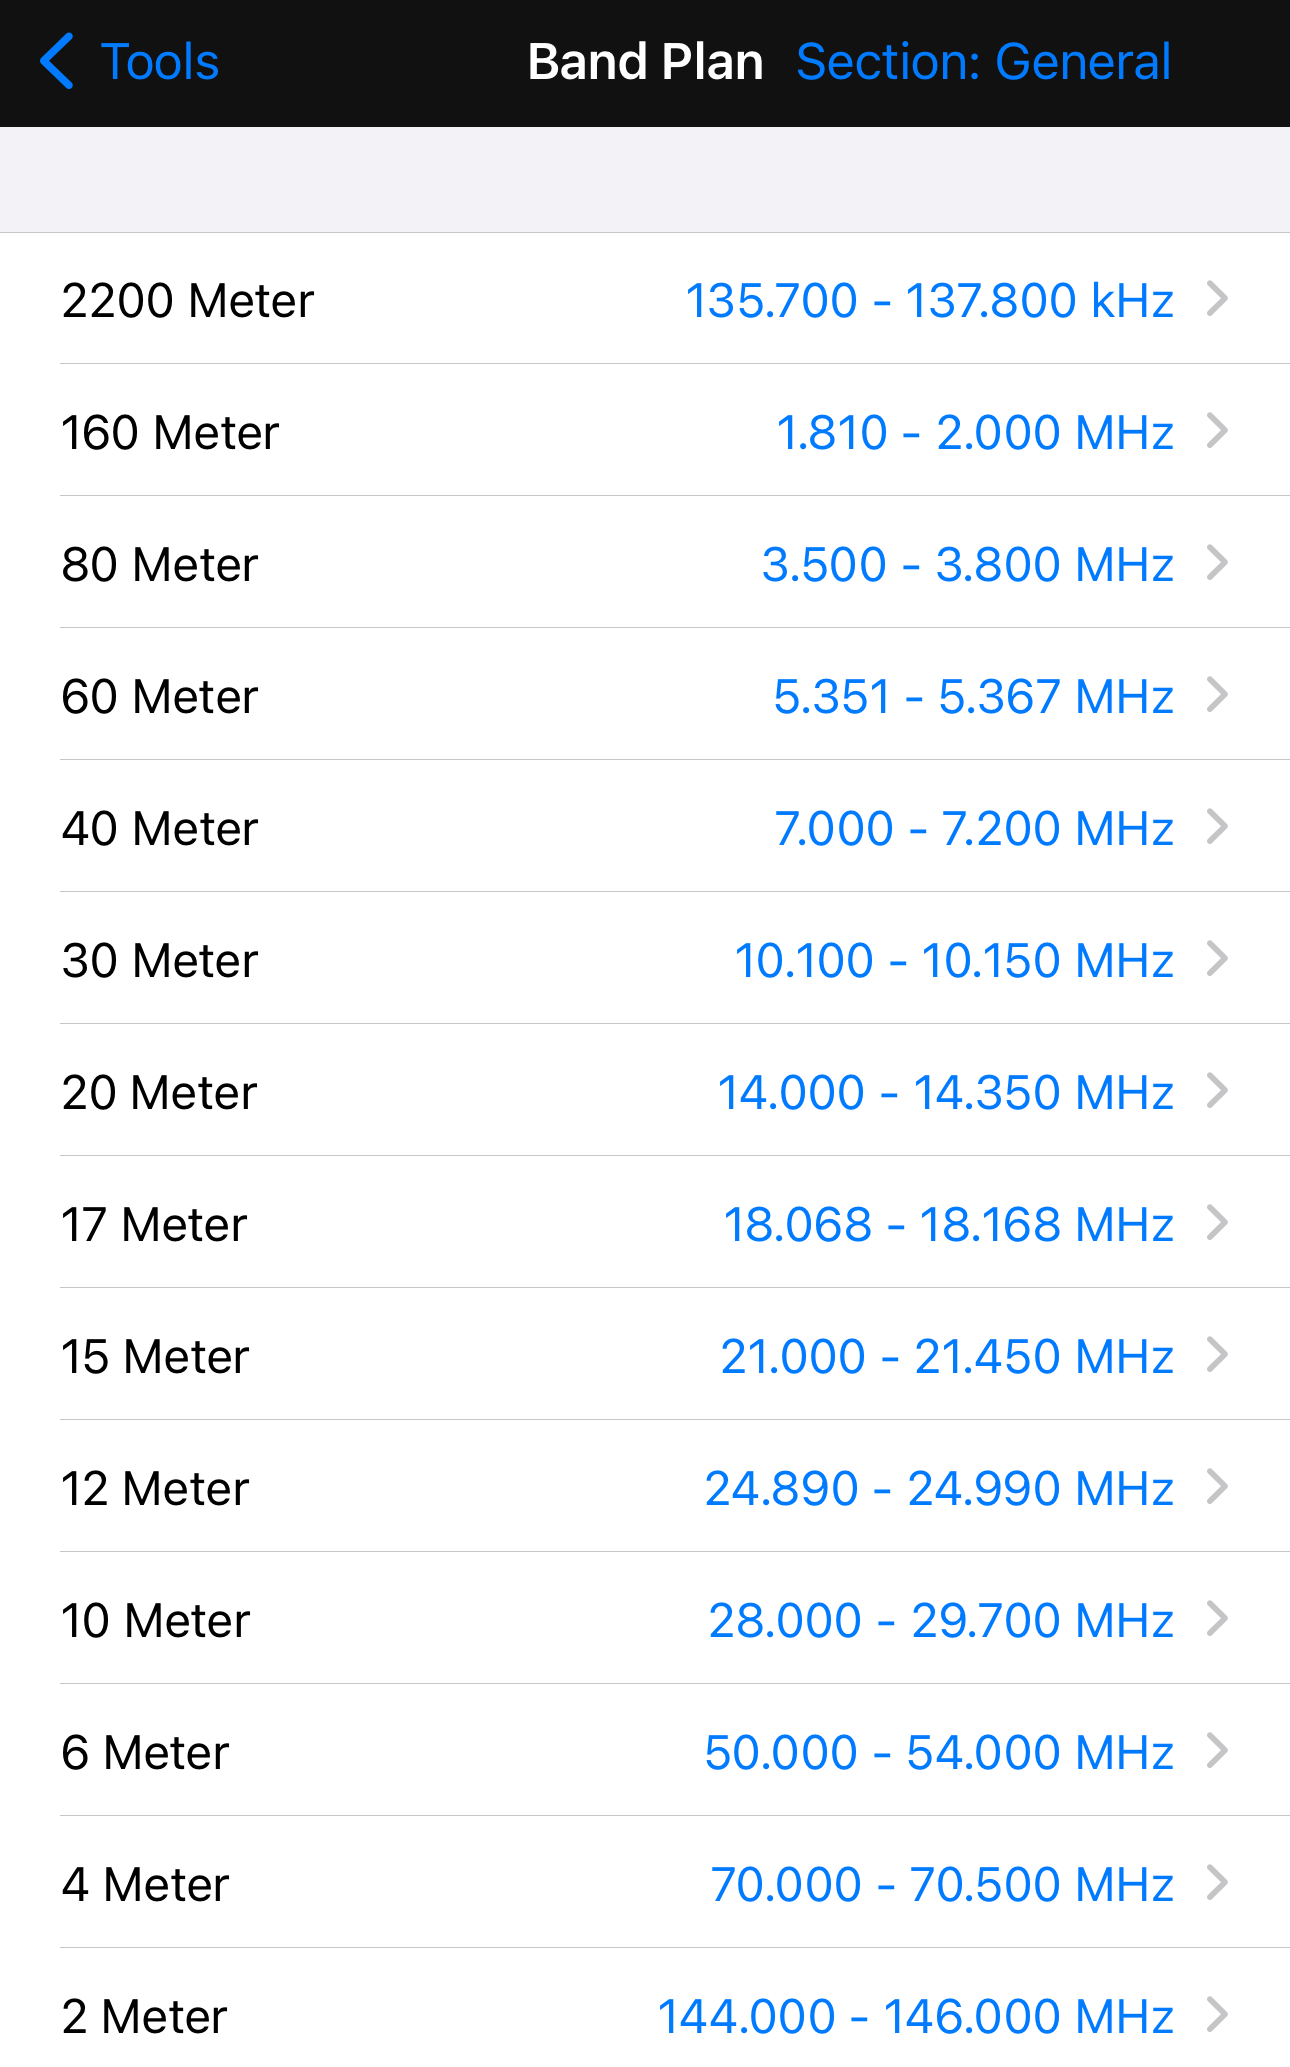 Tools Band Plan Section: General
2200 Meter 135.700 - 137.800 kHz
160 Meter 1.810 - 2.000 MHz
80 Meter 3.500 - 3.800 MHz
60 Meter 5.351 - 5.367 MHz
40 Meter 7.000 - 7.200 MHz
30 Meter 10.100 - 10.150 MHz
20 Meter 14.000 - 14.350 MHz
17 Meter 18.068 - 18.168 MHz
15 Meter 21.000 - 21.450 MHz
12 Meter 24.890 - 24.990 MHz
10 Meter 28.000 - 29.700 MHz
6 Meter 50.000 - 54.000 MHz
4 Meter 70.000 - 70.500 MHz
2 Meter 144.000 - 146.000 MHz